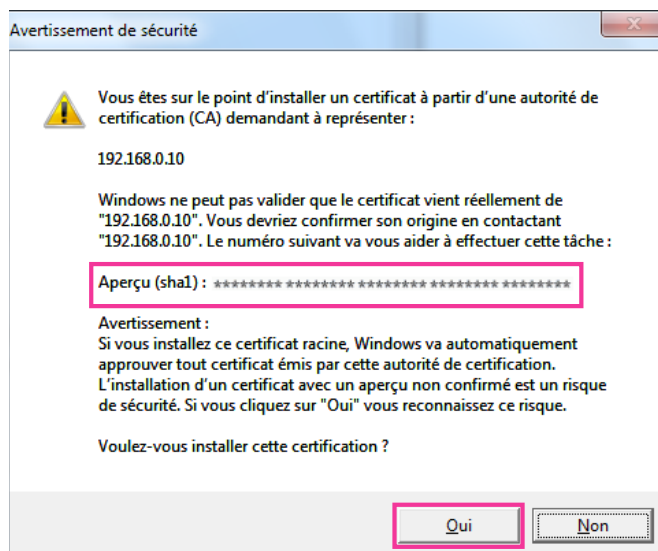 Avertissement de sécurité
Vous êtes sur le point d'installer un certificat à partir d'une autorité de
certification (CA) demandant à représenter :
192.168.0.10
Windows ne peut pas valider que le certificat vient réellement de
"192.168.0.10". Vous devriez confirmer son origine en contactant
"192.168.0.10". Le numéro suivant va vous aider à effectuer cette tâche :
Aperçu (sha1) : ******** ******** ******** ******** ********
Avertissement :
Si vous installez ce certificat racine, Windows va automatiquement
approuver tout certificat émis par cette autorité de certification.
L'installation d'un certificat avec un aperçu non confirmé est un risque
de sécurité. Si vous cliquez sur "Oui" vous reconnaissez ce risque.
Voulez-vous installer cette certification ?
Oui Non